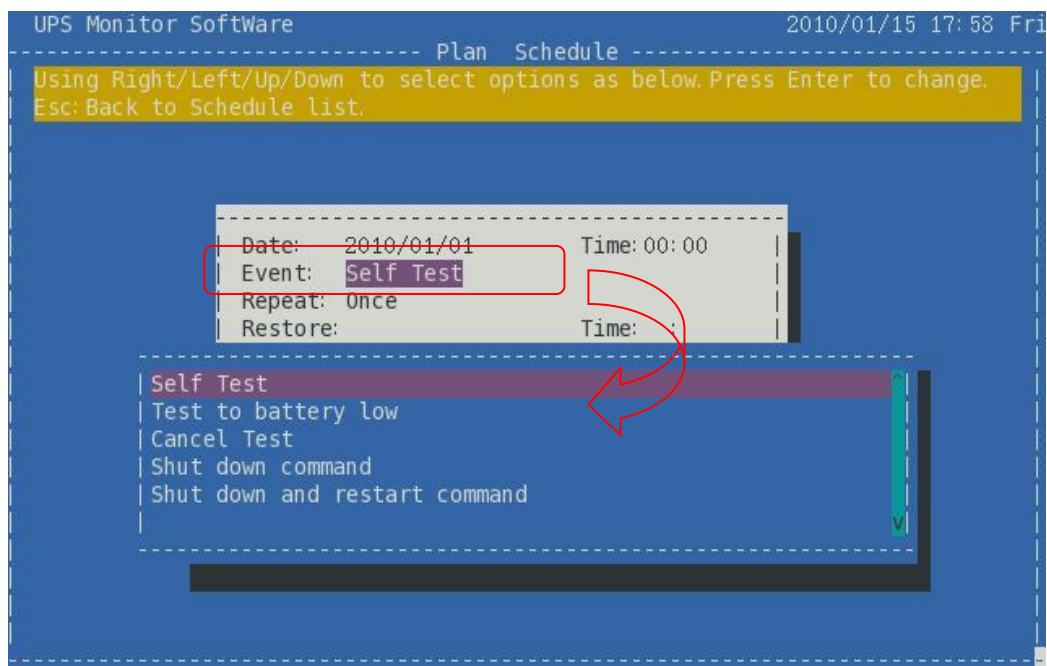 UPS Monitor SoftWare 2010/01/15 17:58 Fri
Plan Schedule
Using Right/Left/Up/Down to select options as below.Press Enter to change.
Esc:Back to Schedule list.
Date: 2010/01/01 Time:00:00
Event: Self Test
Repeat: Once
Restore: Time: :
Self Test
Test to battery low
Cancel Test
Shut down command
Shut down and restart command